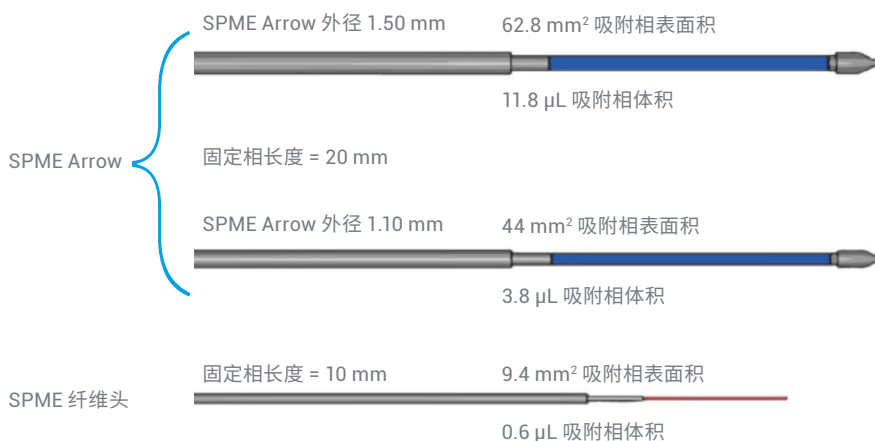 SPME Arrow 外径 1.50 mm
62.8 mm² 吸附相表面积
11.8 µL 吸附相体积
SPME Arrow
固定相长度 = 20 mm
SPME Arrow 外径 1.10 mm
44 mm² 吸附相表面积
3.8 µL 吸附相体积
固定相长度 = 10 mm
9.4 mm² 吸附相表面积
SPME 纤维头
0.6 µL 吸附相体积